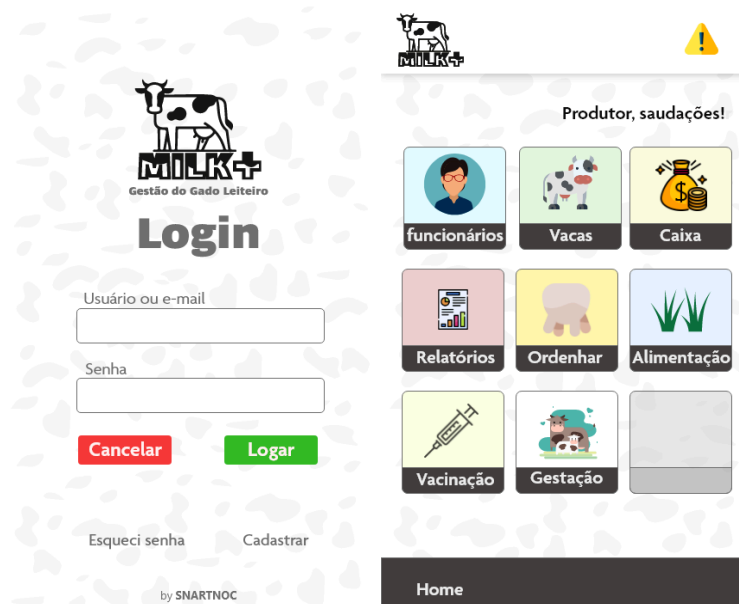 MILK+
Gestão do Gado Leiteiro
Login
Usuário ou e-mail
Senha
Cancelar
Logar
Esqueci senha
Cadastrar
by SNARTNOC
MILK+
Produtor, saudações!
funcionários
Vacas
Caixa
Relatórios
Ordenhar
Alimentação
Vacinação
Gestação
Home